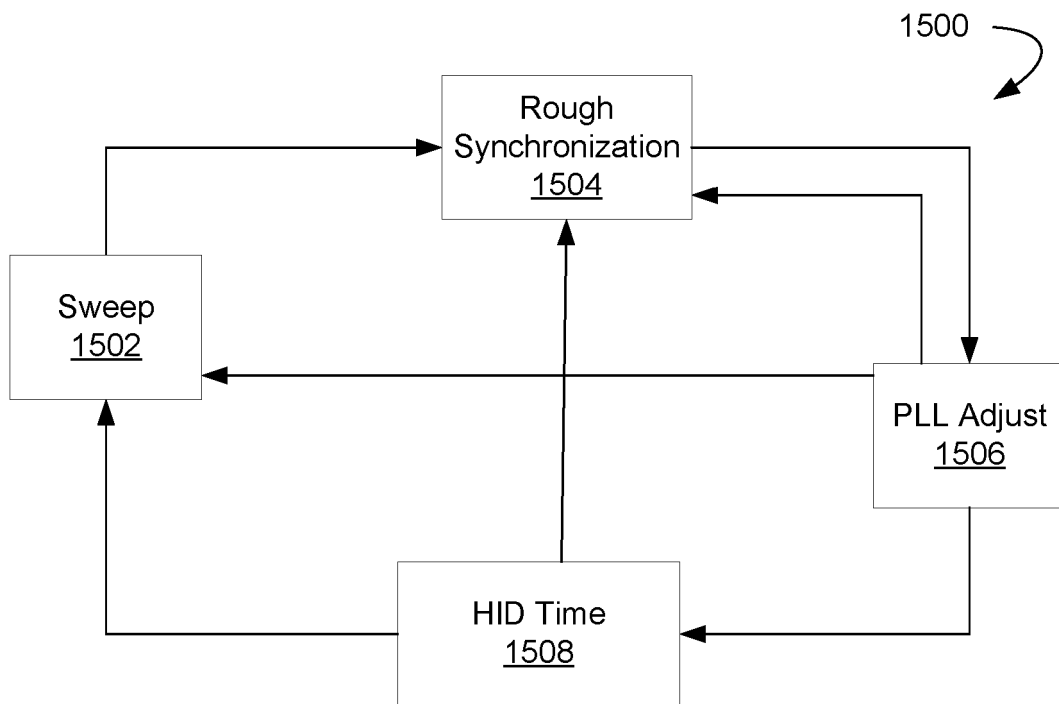 1500
Rough
Synchronization
1504
Sweep
1502
PLL Adjust
1506
HID Time
1508